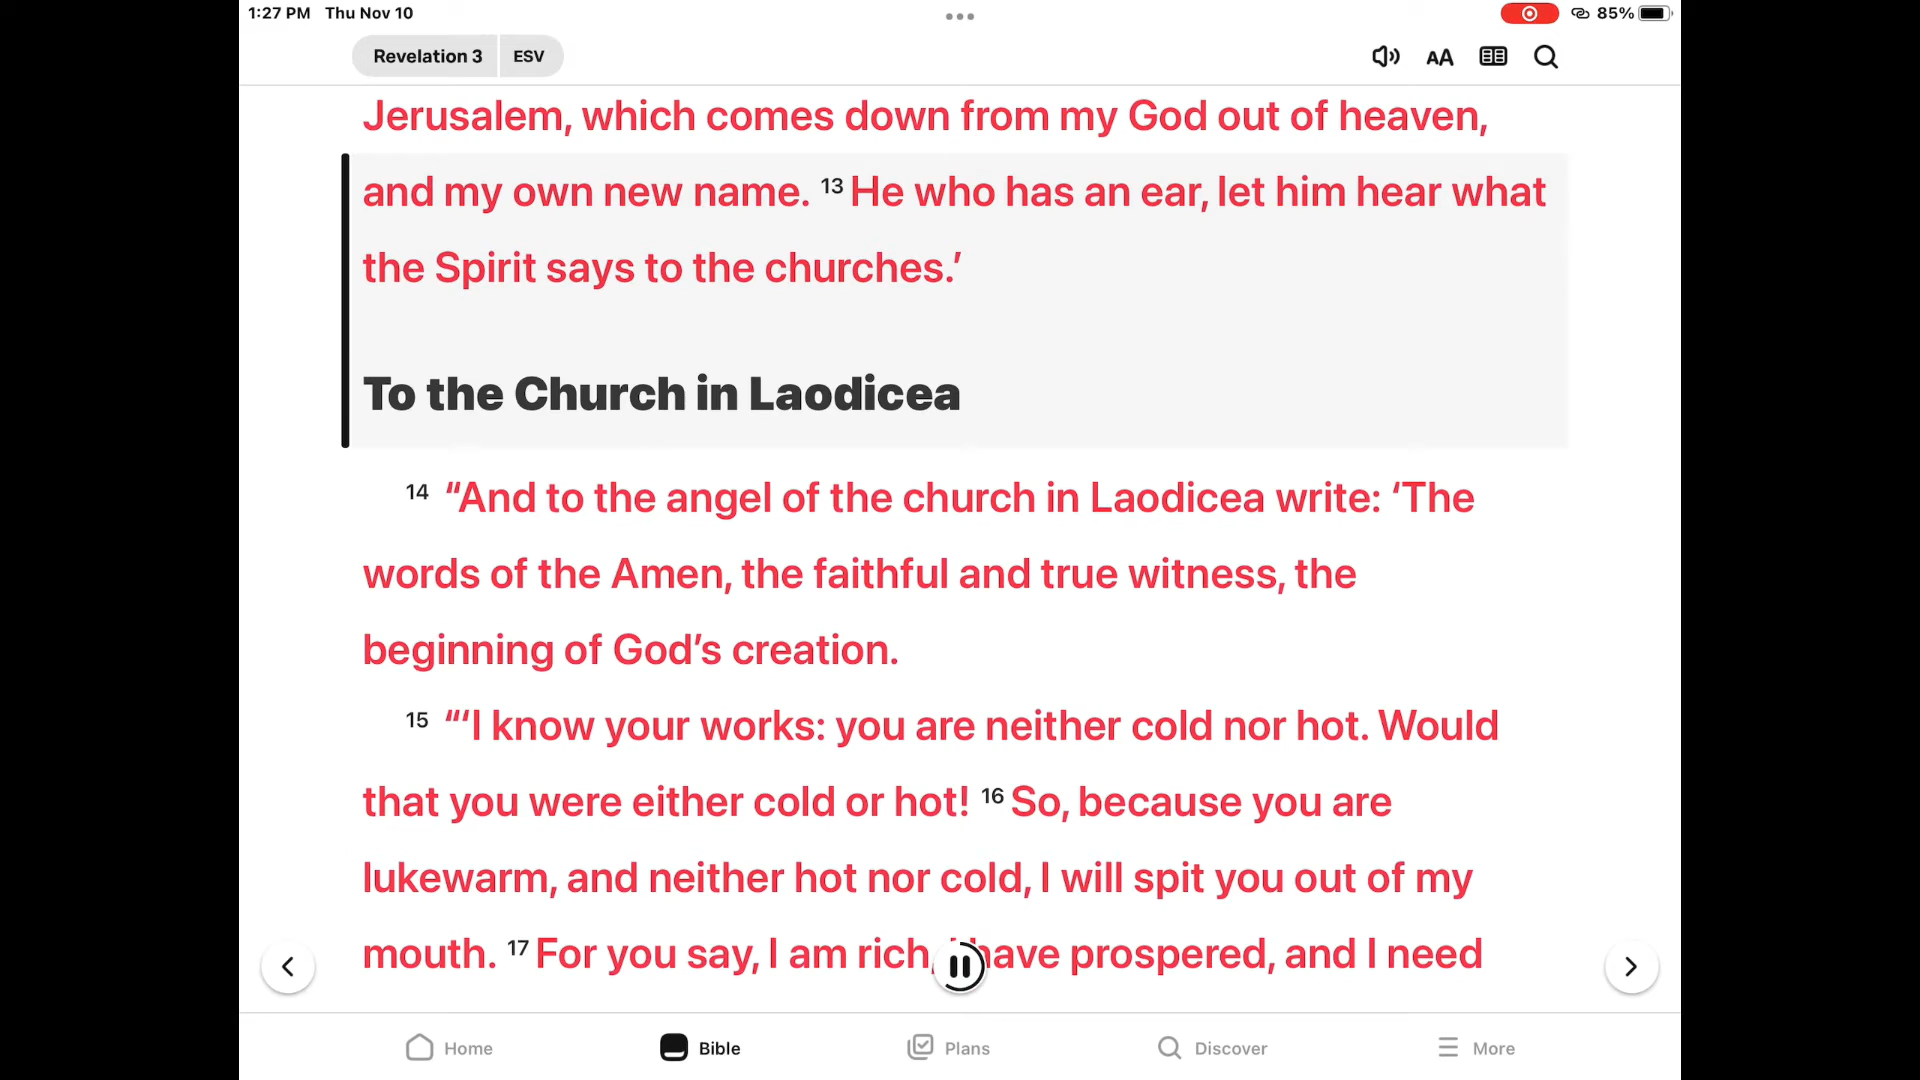 1:27 PM Thu Nov 10
85%
Revelation 3 ESV
AA
Jerusalem, which comes down from my God out of heaven,
and my own new name. 13 He who has an ear, let him hear what
the Spirit says to the churches.’
To the Church in Laodicea
14 “And to the angel of the church in Laodicea write: ‘The
words of the Amen, the faithful and true witness, the
beginning of God’s creation.
15 “‘I know your works: you are neither cold nor hot. Would
that you were either cold or hot! 16 So, because you are
lukewarm, and neither hot nor cold, I will spit you out of my
mouth. 17 For you say, I am rich, I have prospered, and I need
Home Bible Plans Discover More